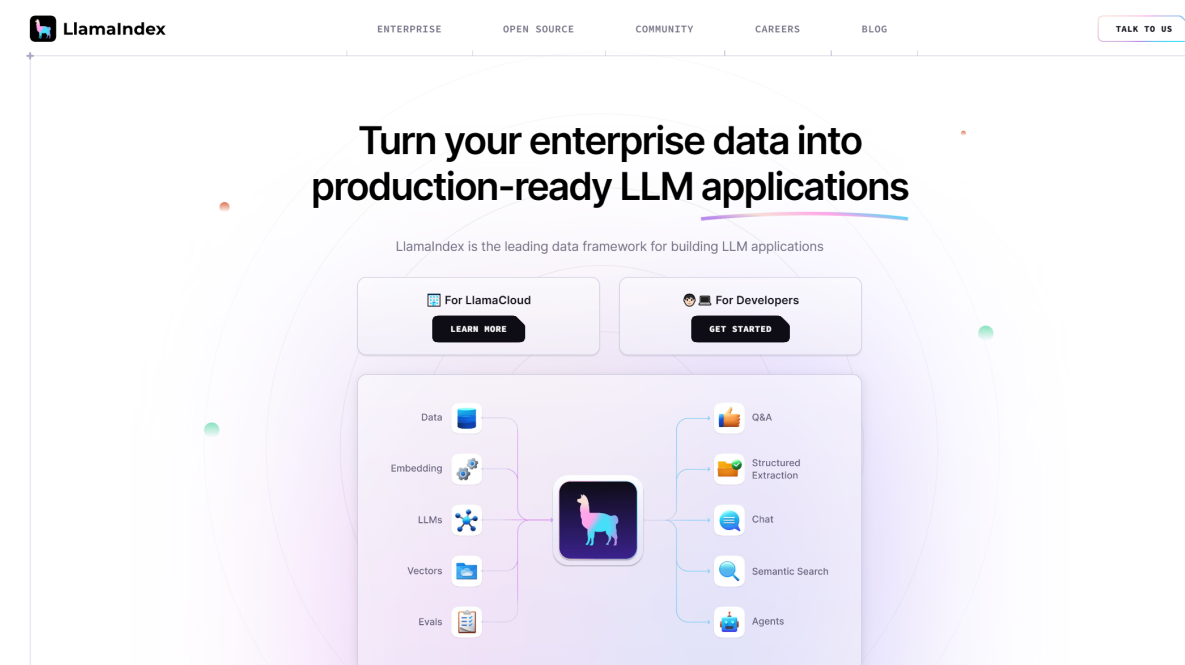 LlamaIndex
ENTERPRISE
OPEN SOURCE
COMMUNITY
CAREERS
BLOG
TALK TO US
Turn your enterprise data into
production-ready LLM applications
LlamaIndex is the leading data framework for building LLM applications
For LlamaCloud
LEARN MORE
For Developers
GET STARTED
Data
Embedding
LLMs
Vectors
Evals
Q&A
Structured
Extraction
Chat
Semantic Search
Agents